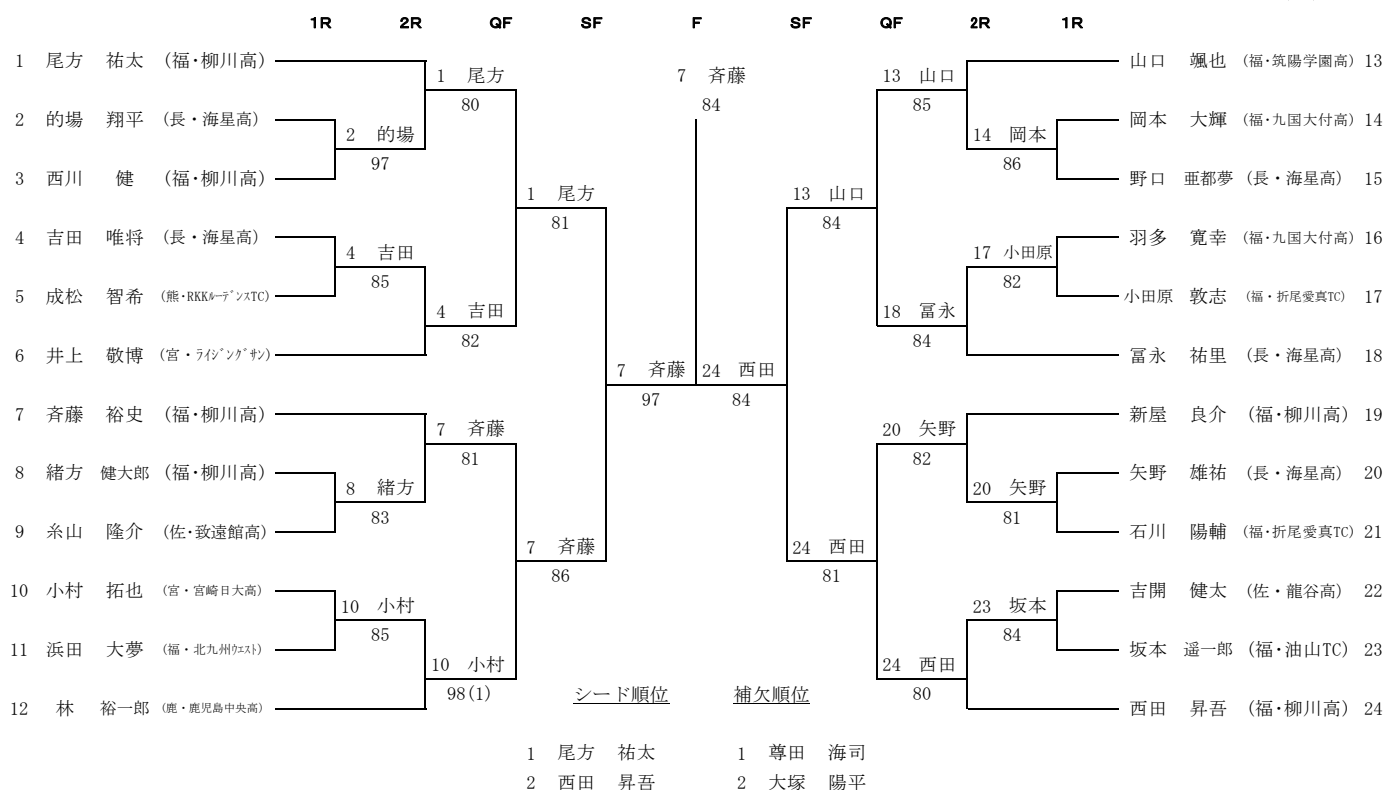 1R 2R QF SF F SF QF 2R 1R
1 尾方 祐太 (福・柳川高) 1 尾方 7 斉藤 13 山口 山口 颯也 (福・筑陽学園高) 13
80 84 85
2 的場 翔平 (長・海星高) 2 的場 14 岡本 岡本 大輝 (福・九国大付高) 14
97 86
3 西川 健 (福・柳川高) 1 尾方 13 山口 野口 亜都夢 (長・海星高) 15
81 84
4 吉田 唯将 (長・海星高) 4 吉田 17 小田原 羽多 寛幸 (福・九国大付高) 16
85 82
5 成松 智希 (熊・RKKルーデンスTC) 4 吉田 18 冨永 小田原 敦志 (福・折尾愛真TC) 17
82 84
6 井上 敬博 (宮・ライジングサン) 7 斉藤 24 西田 冨永 祐里 (長・海星高) 18
97 84
7 斉藤 裕史 (福・柳川高) 7 斉藤 20 矢野 新屋 良介 (福・柳川高) 19
81 82
8 緒方 健太郎 (福・柳川高) 8 緒方 20 矢野 矢野 雄祐 (長・海星高) 20
83 81
9 糸山 隆介 (佐・致遠館高) 7 斉藤 24 西田 石川 陽輔 (福・折尾愛真TC) 21
86 81
10 小村 拓也 (宮・宮崎日大高) 10 小村 23 坂本 吉開 健太 (佐・龍谷高) 22
85 84
11 浜田 大夢 (福・北九州ウエスト) 10 小村 24 西田 坂本 遥一郎 (福・油山TC) 23
98(1) シード順位 補欠順位 80
12 林 裕一郎 (鹿・鹿児島中央高) 西田 昇吾 (福・柳川高) 24
1 尾方 祐太 1 尊田 海司
2 西田 昇吾 2 大塚 陽平